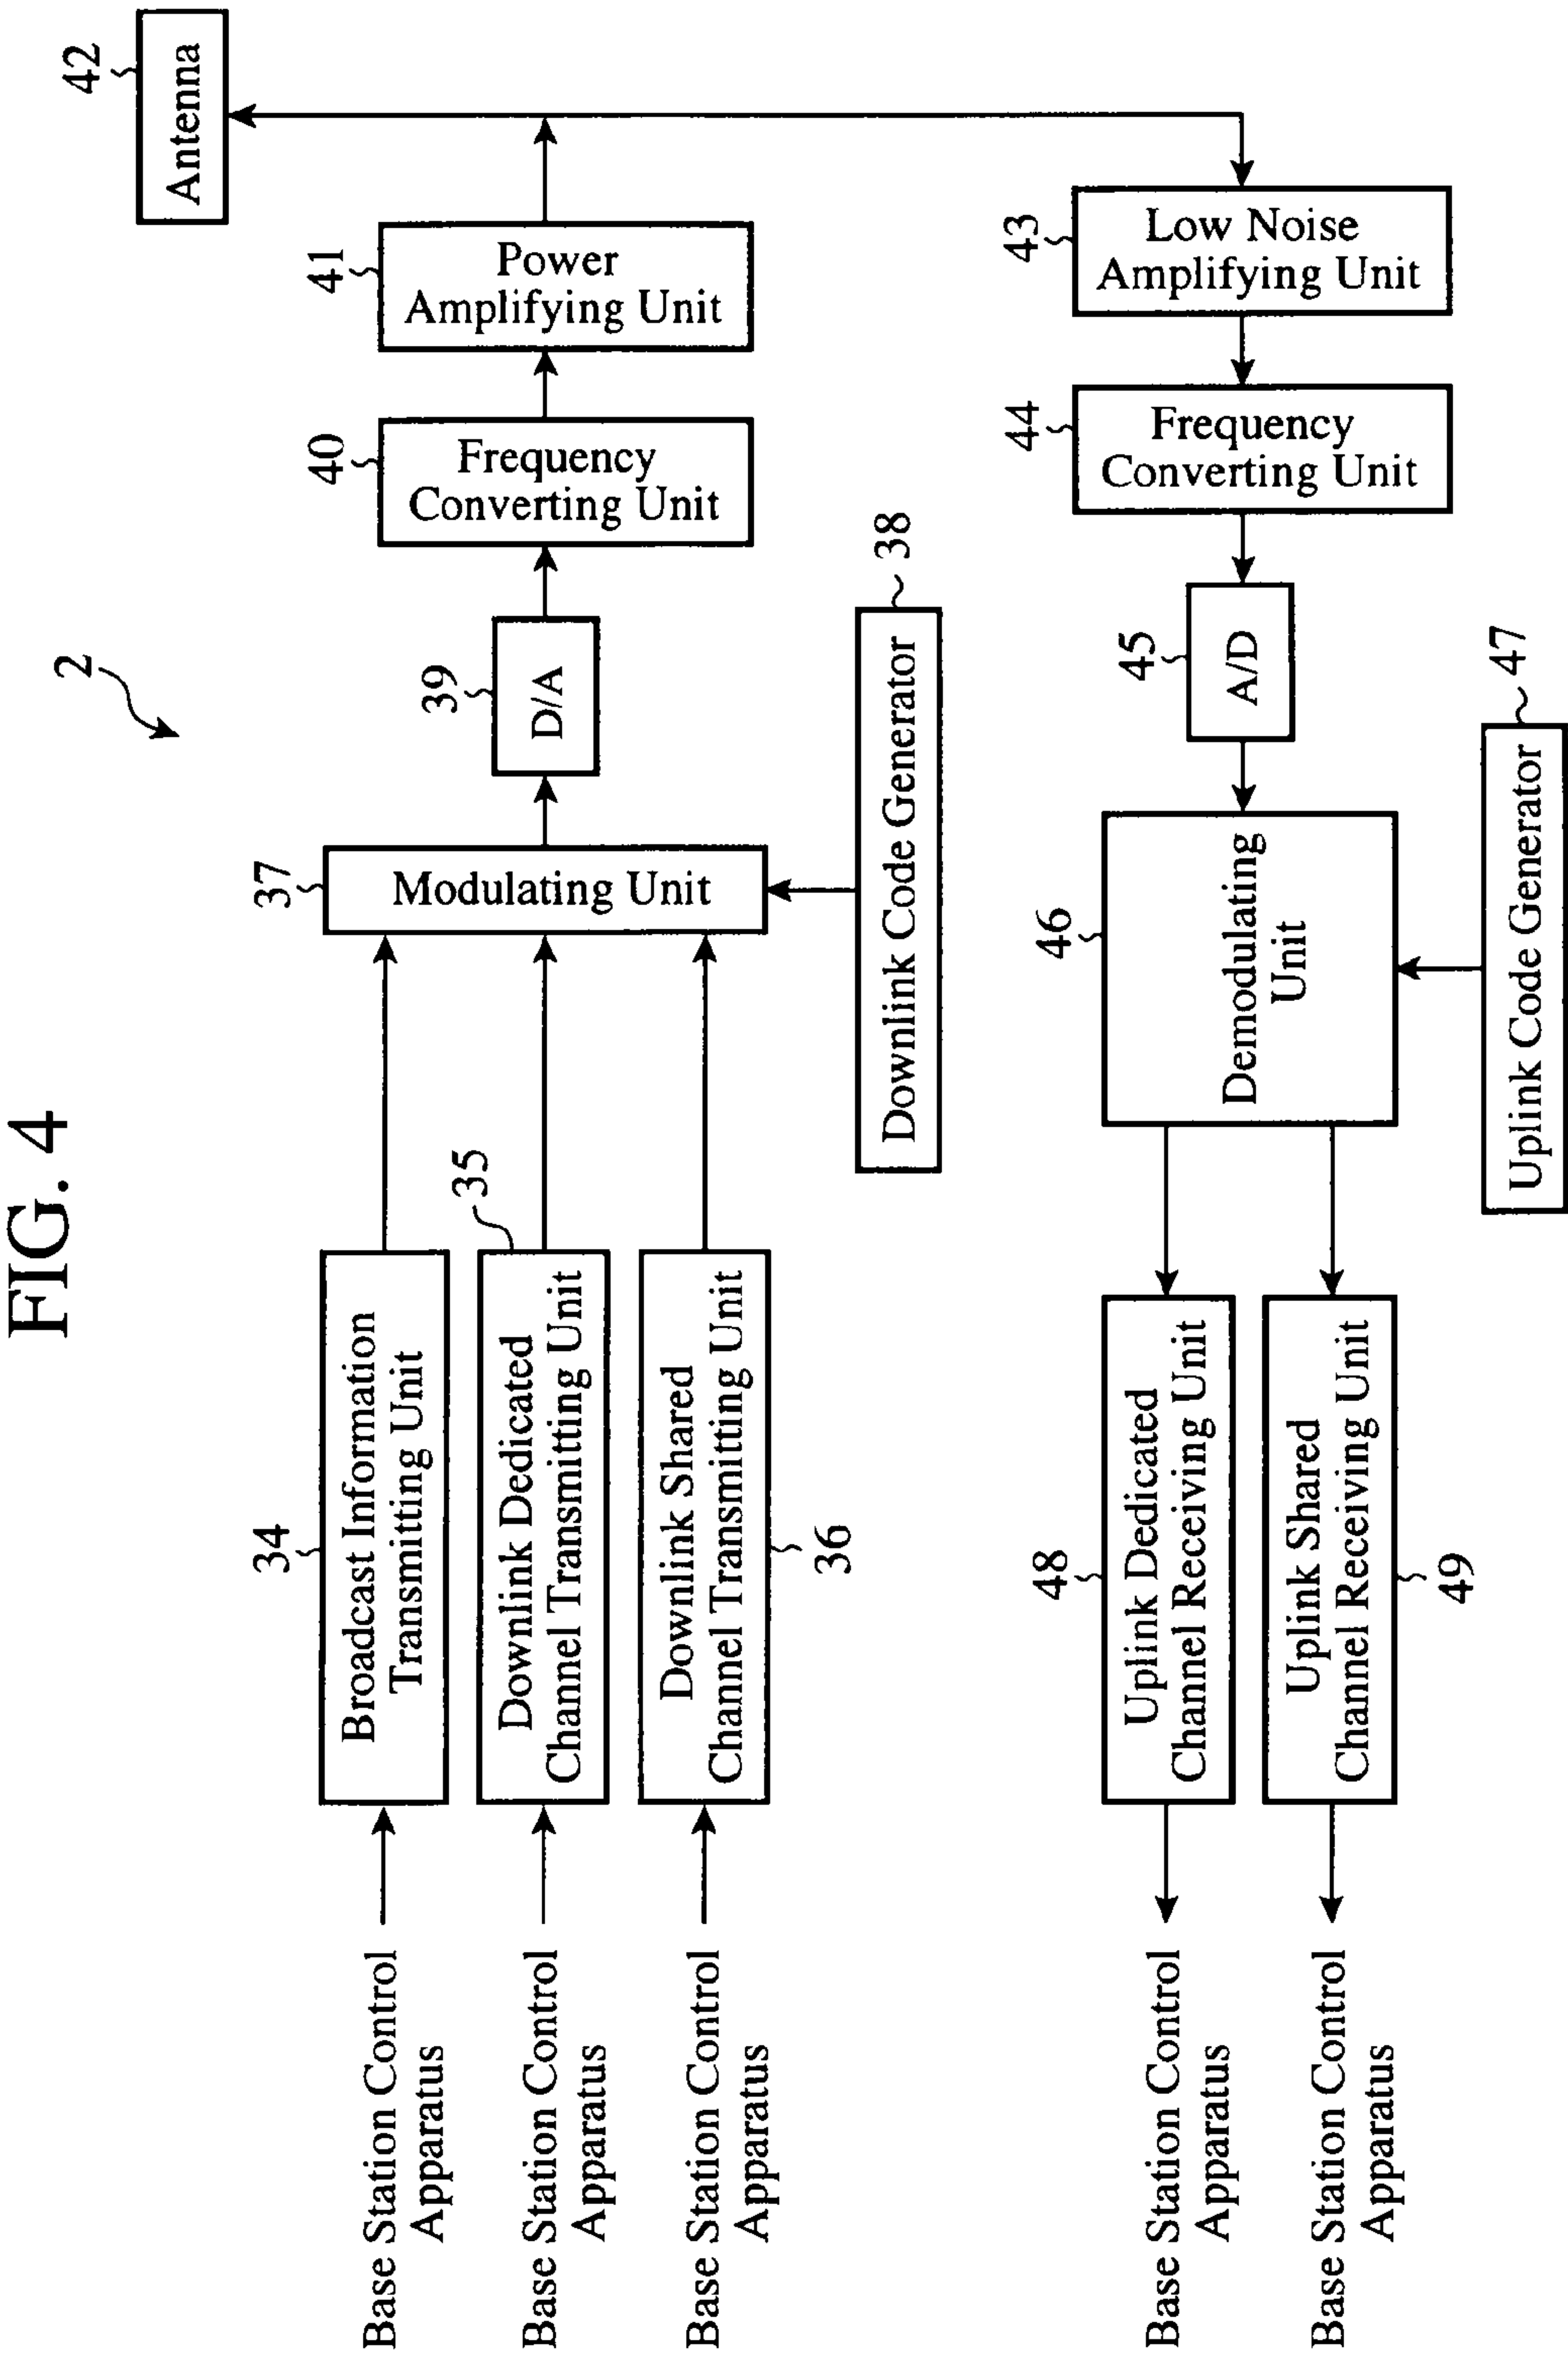 FIG. 4
2
42
Antenna
34
Broadcast Information
Transmitting Unit
Base Station Control
Apparatus
35
Downlink Dedicated
Channel Transmitting Unit
Base Station Control
Apparatus
Downlink Shared
Channel Transmitting Unit
36
Base Station Control
Apparatus
37
Modulating Unit
39
D/A
40
Frequency
Converting Unit
41
Power
Amplifying Unit
38
Downlink Code Generator
43
Low Noise
Amplifying Unit
44
Frequency
Converting Unit
45
A/D
46
Demodulating
Unit
47
Uplink Code Generator
48
Uplink Dedicated
Channel Receiving Unit
Base Station Control
Apparatus
Uplink Shared
Channel Receiving Unit
49
Base Station Control
Apparatus